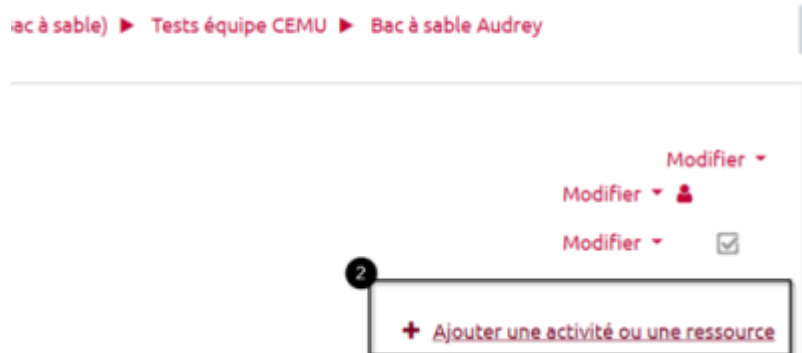 ac à sable) ► Tests équipe CEMU ► Bac à sable Audrey
Modifier
Modifier
Modifier
2
+ Ajouter une activité ou une ressource